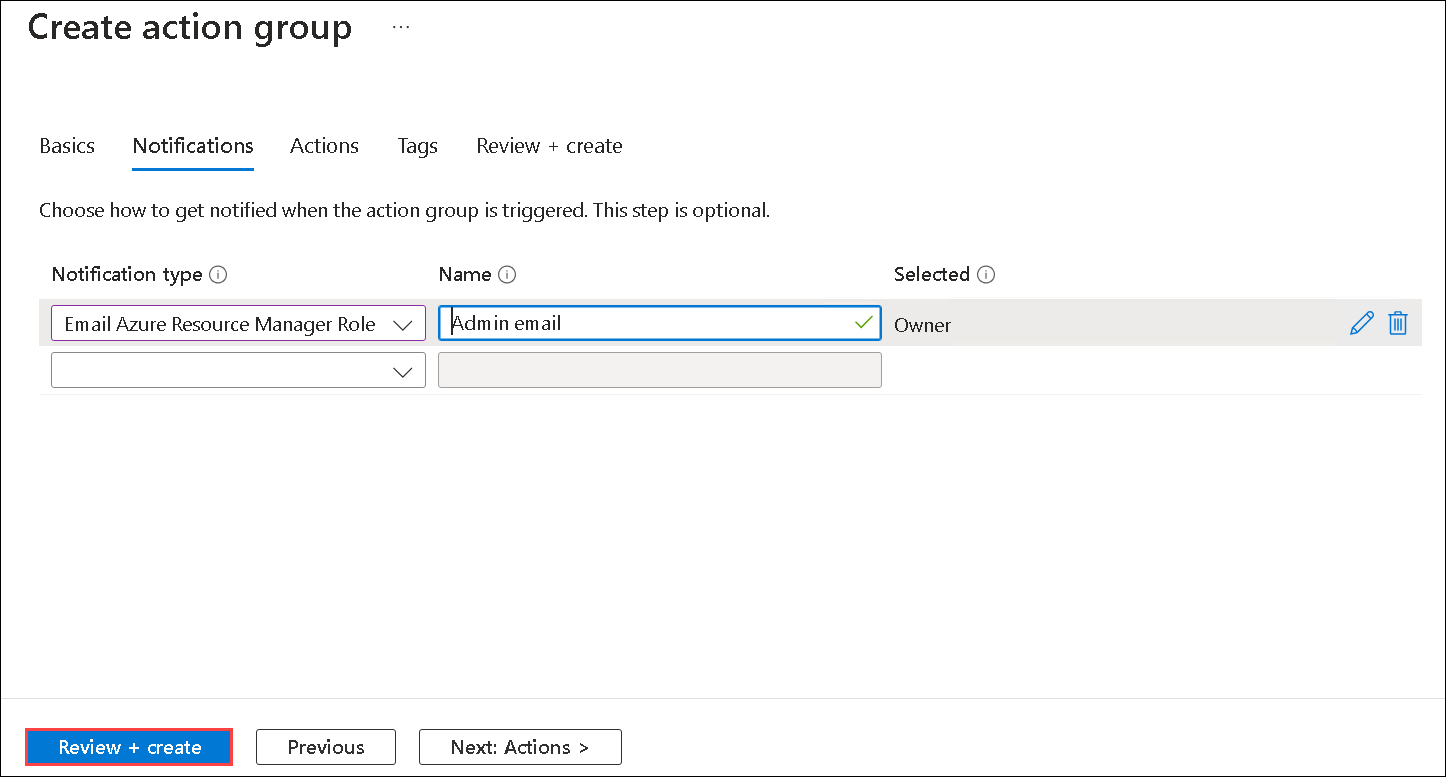 Create action group ...
Basics Notifications Actions Tags Review + create
Choose how to get notified when the action group is triggered. This step is optional.
Notification type Name Selected
Email Azure Resource Manager Role Admin email Owner
Review + create Previous Next: Actions >